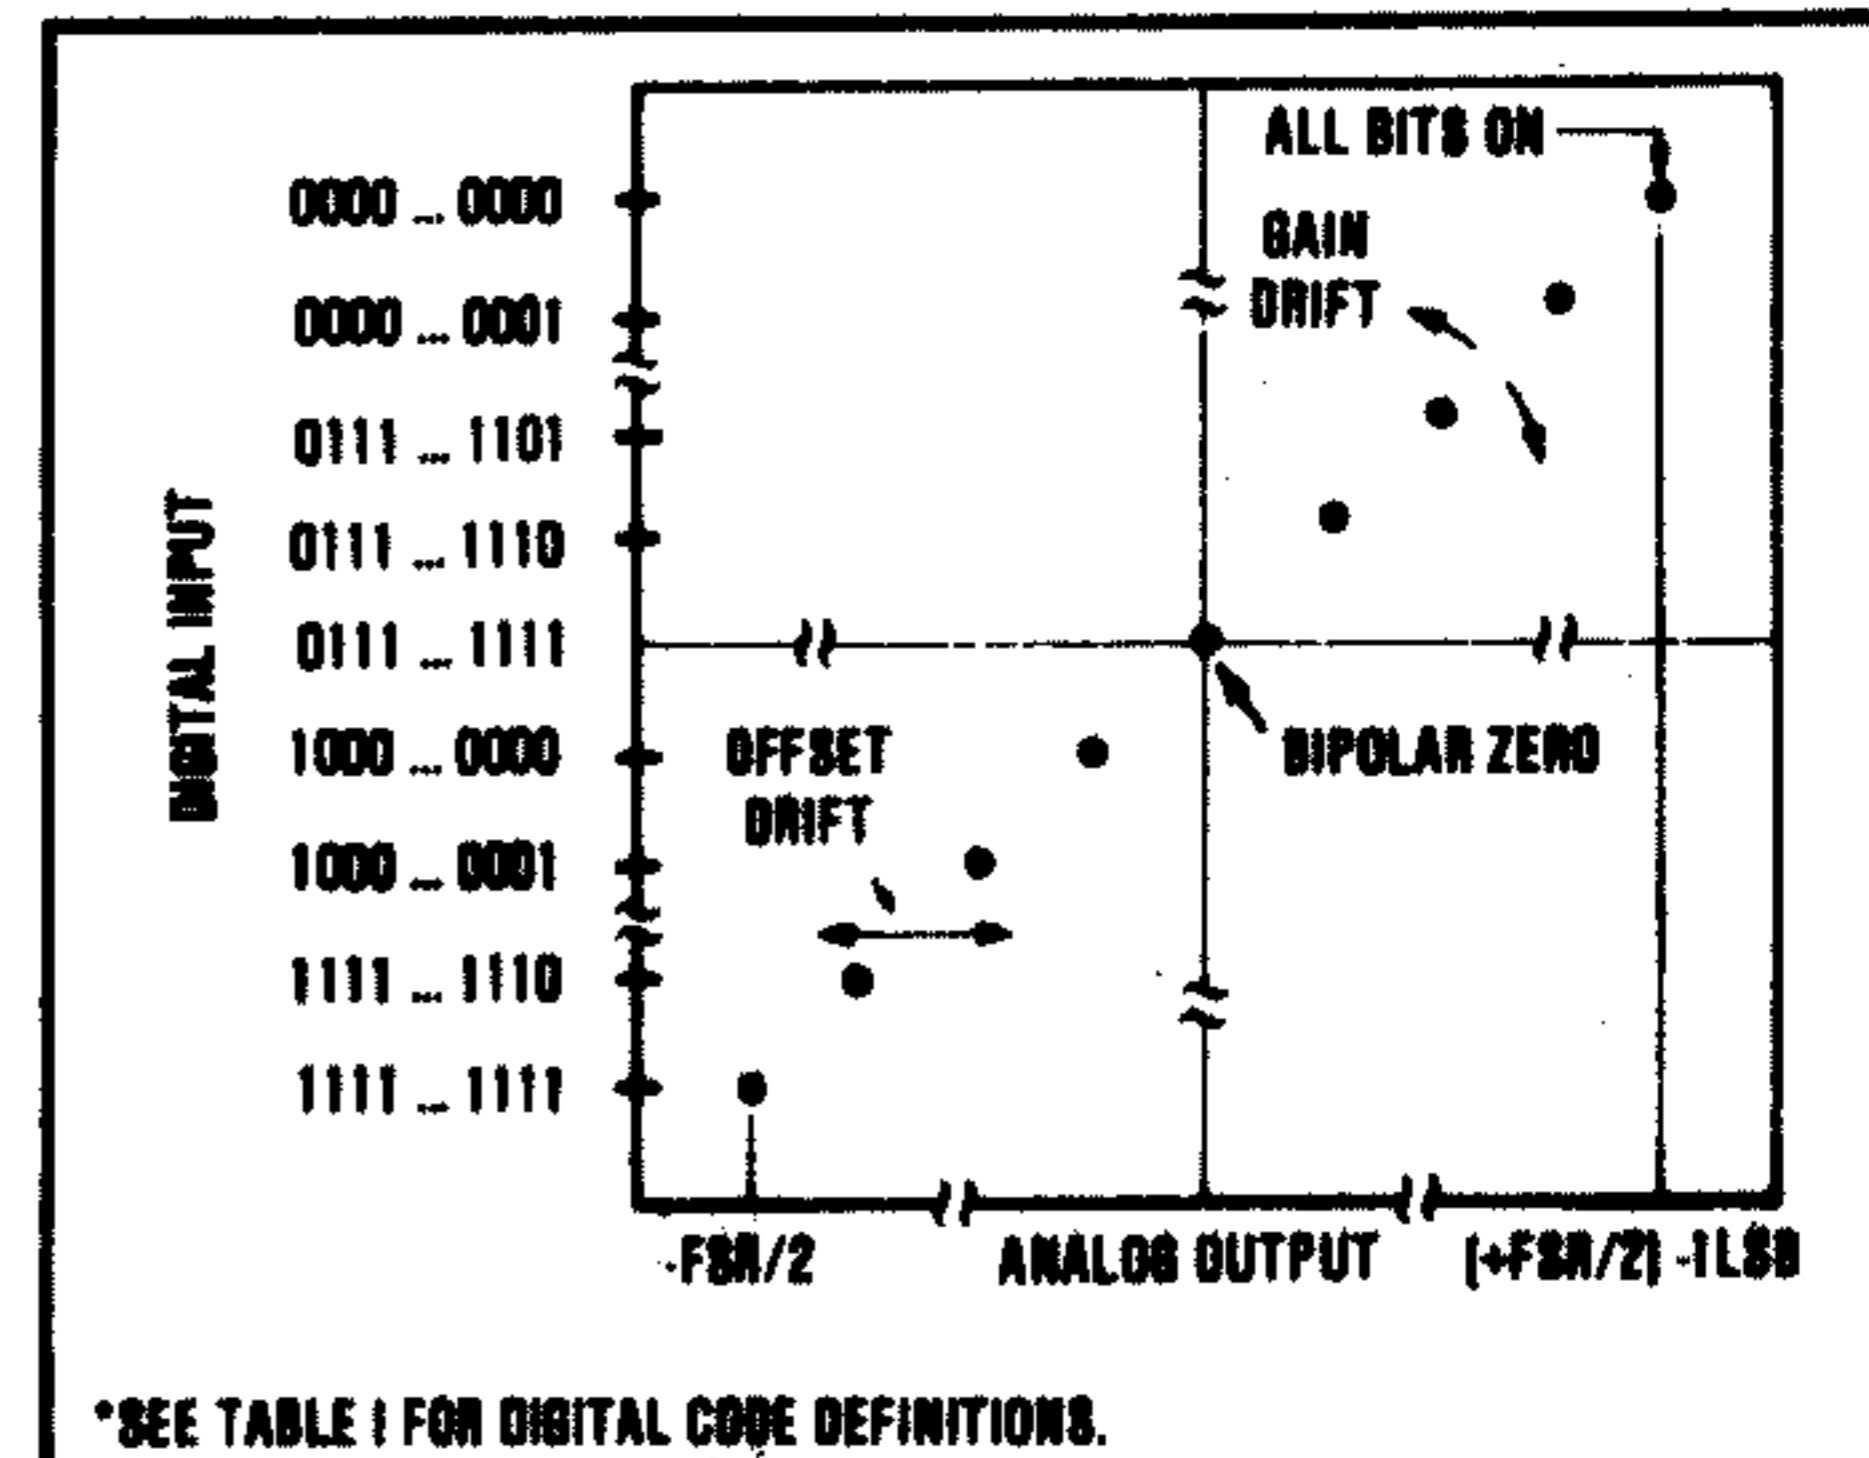 ALL BITS ON
GAIN
DRIFT
0000 ... 0000
0000 ... 0001
0111 ... 1101
0111 ... 1110
0111 ... 1111
1000 ... 0000
1000 ... 0001
1111 ... 1110
1111 ... 1111
DIGITAL INPUT
OFFSET
DRIFT
BIPOLAR ZERO
-FSR/2
ANALOG OUTPUT
(+FSR/2) -1LSB
*SEE TABLE I FOR DIGITAL CODE DEFINITIONS.